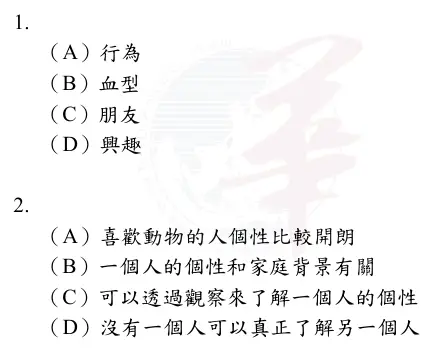 1.
（A）行為
（B）血型
（C）朋友
（D）興趣
2.
（A）喜歡動物的人個性比較開朗
（B）一個人的個性和家庭背景有關
（C）可以透過觀察來了解一個人的個性
（D）沒有一個人可以真正了解另一個人